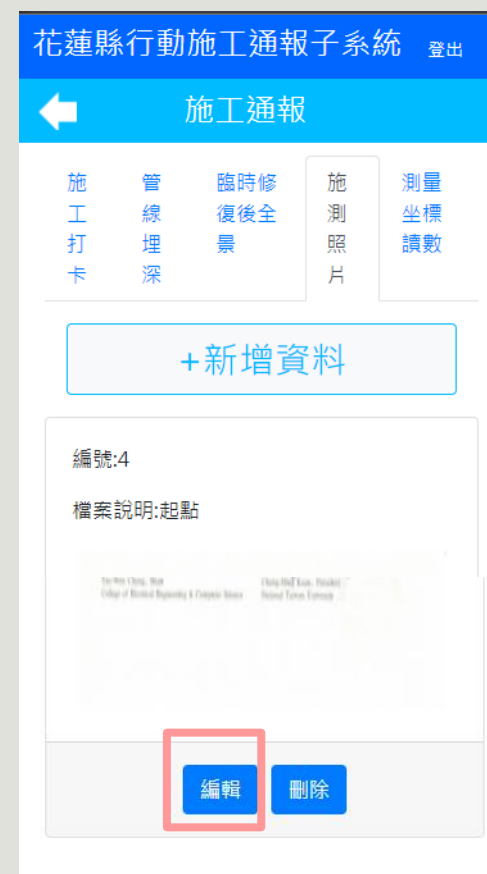 花蓮縣行動施工通報子系統 登出
施工通報
施工打卡
管線埋深
臨時修復後全景
施測照片
測量坐標讀數
+新增資料
編號:4
檔案說明:起點
編輯 刪除